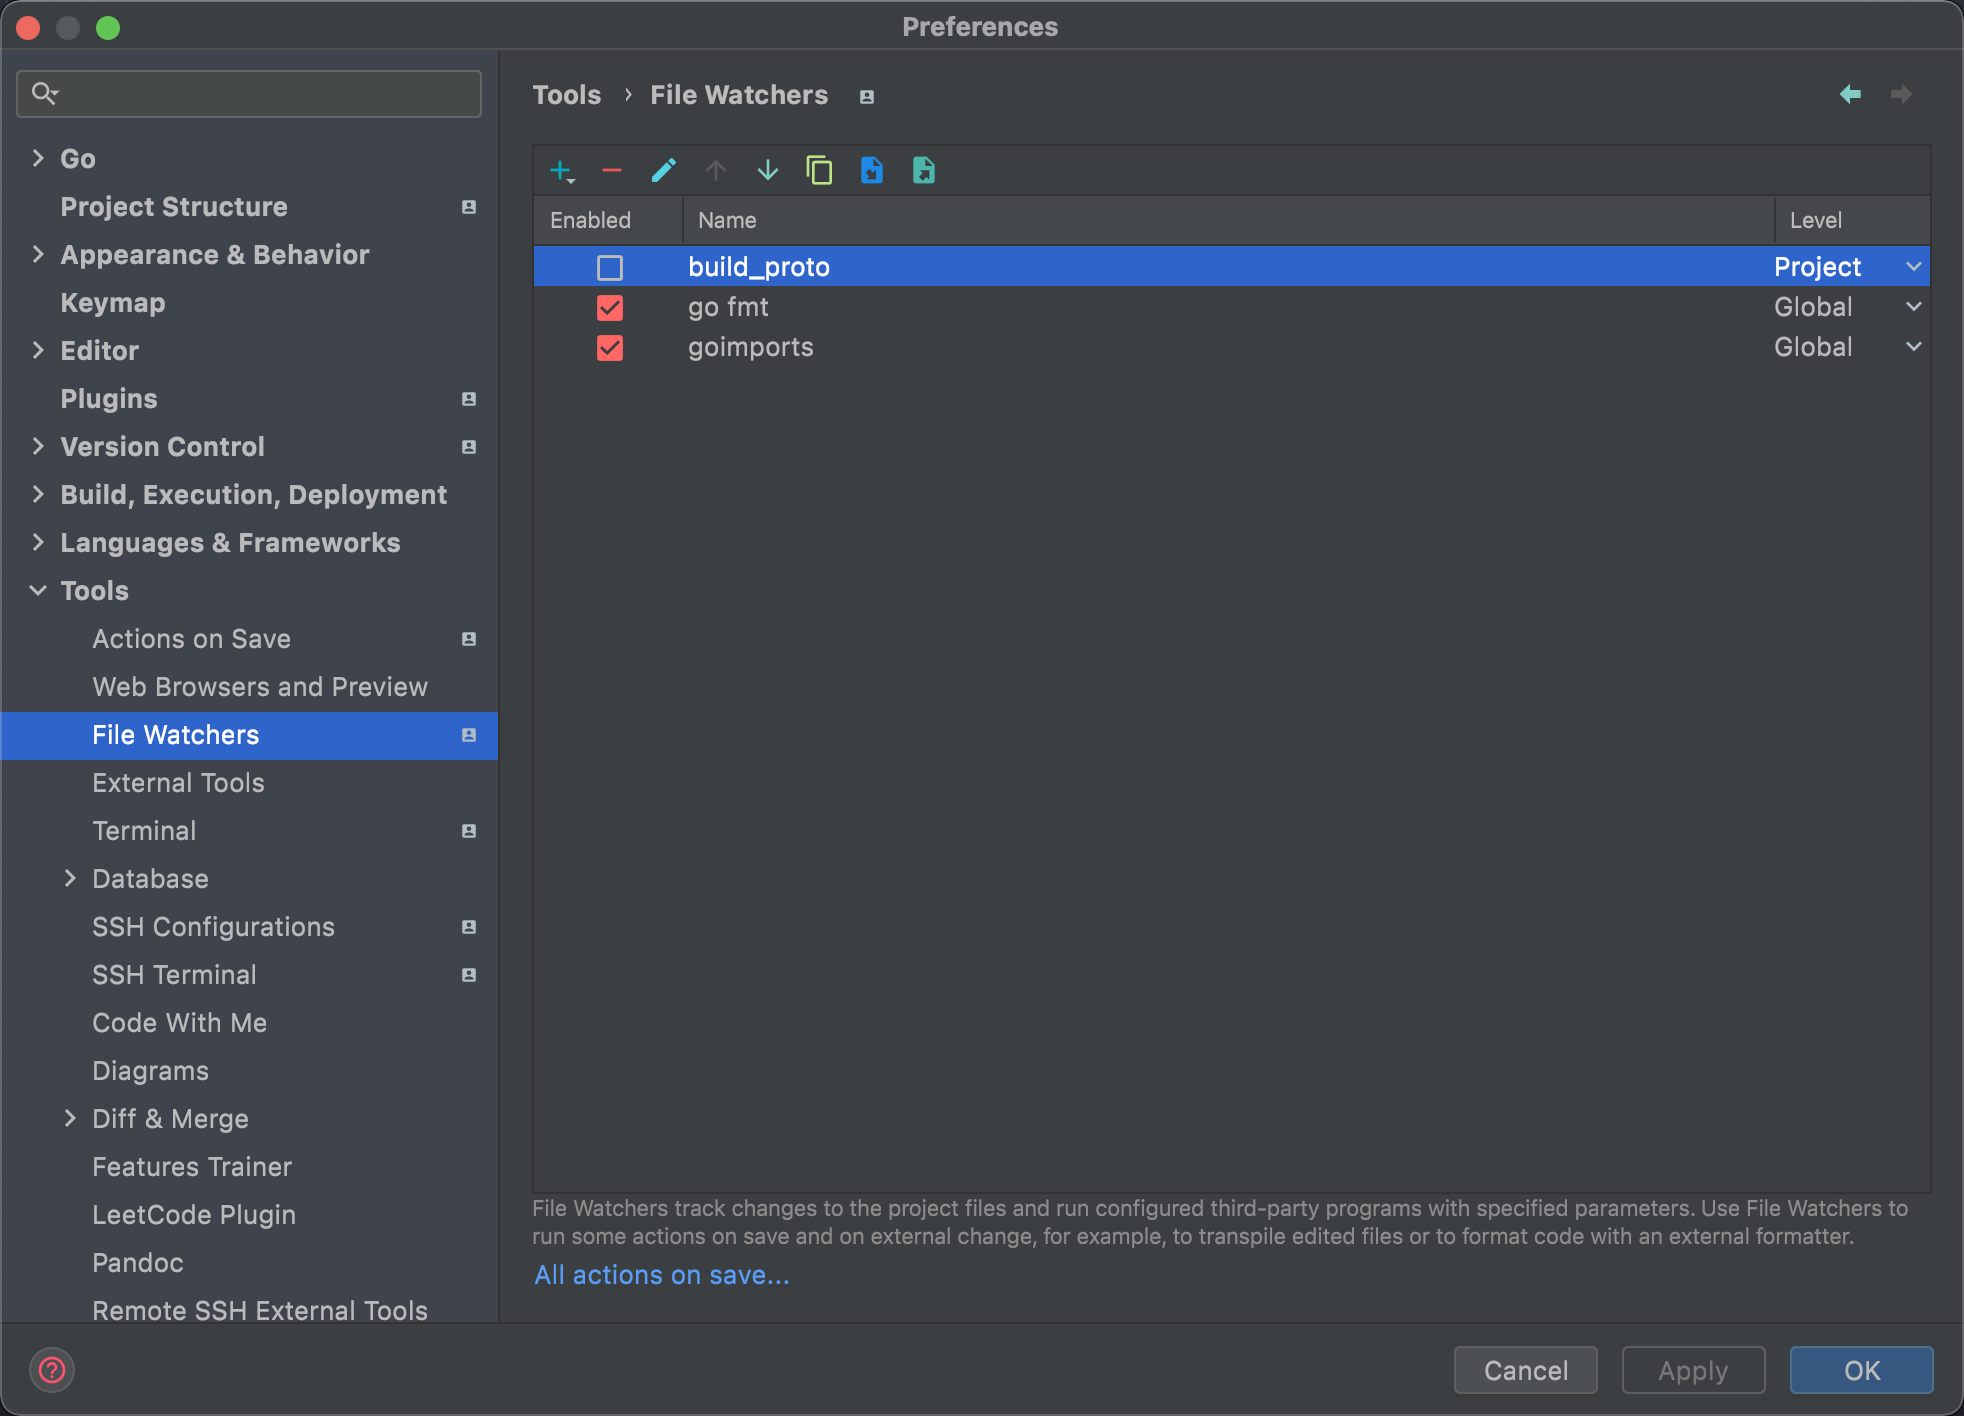 Preferences
Go
Project Structure
Appearance & Behavior
Keymap
Editor
Plugins
Version Control
Build, Execution, Deployment
Languages & Frameworks
Tools
Actions on Save
Web Browsers and Preview
File Watchers
External Tools
Terminal
Database
SSH Configurations
SSH Terminal
Code With Me
Diagrams
Diff & Merge
Features Trainer
LeetCode Plugin
Pandoc
Remote SSH External Tools
Tools › File Watchers
Enabled Name Level
build_proto Project
go fmt Global
goimports Global
File Watchers track changes to the project files and run configured third-party programs with specified parameters. Use File Watchers to
run some actions on save and on external change, for example, to transpile edited files or to format code with an external formatter.
All actions on save...
? Cancel Apply OK